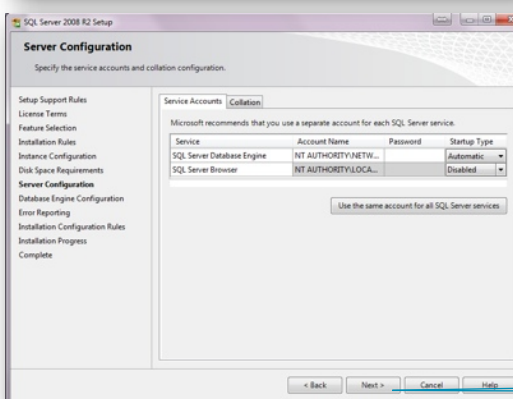 SQL Server 2008 R2 Setup
Server Configuration
Specify the service accounts and collation configuration.
Setup Support Rules
License Terms
Feature Selection
Installation Rules
Instance Configuration
Disk Space Requirements
Server Configuration
Database Engine Configuration
Error Reporting
Installation Configuration Rules
Installation Progress
Complete
Service Accounts Collation
Microsoft recommends that you use a separate account for each SQL Server service.
Service Account Name Password Startup Type
SQL Server Database Engine NT AUTHORITY\NETW... Automatic
SQL Server Browser NT AUTHORITY\LOCA... Disabled
Use the same account for all SQL Server services
< Back Next > Cancel Help